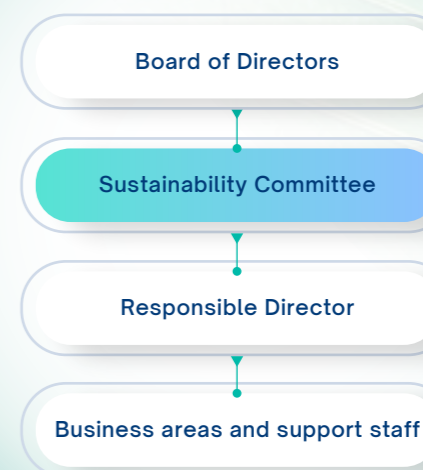 Board of Directors
Sustainability Committee
Responsible Director
Business areas and support staff